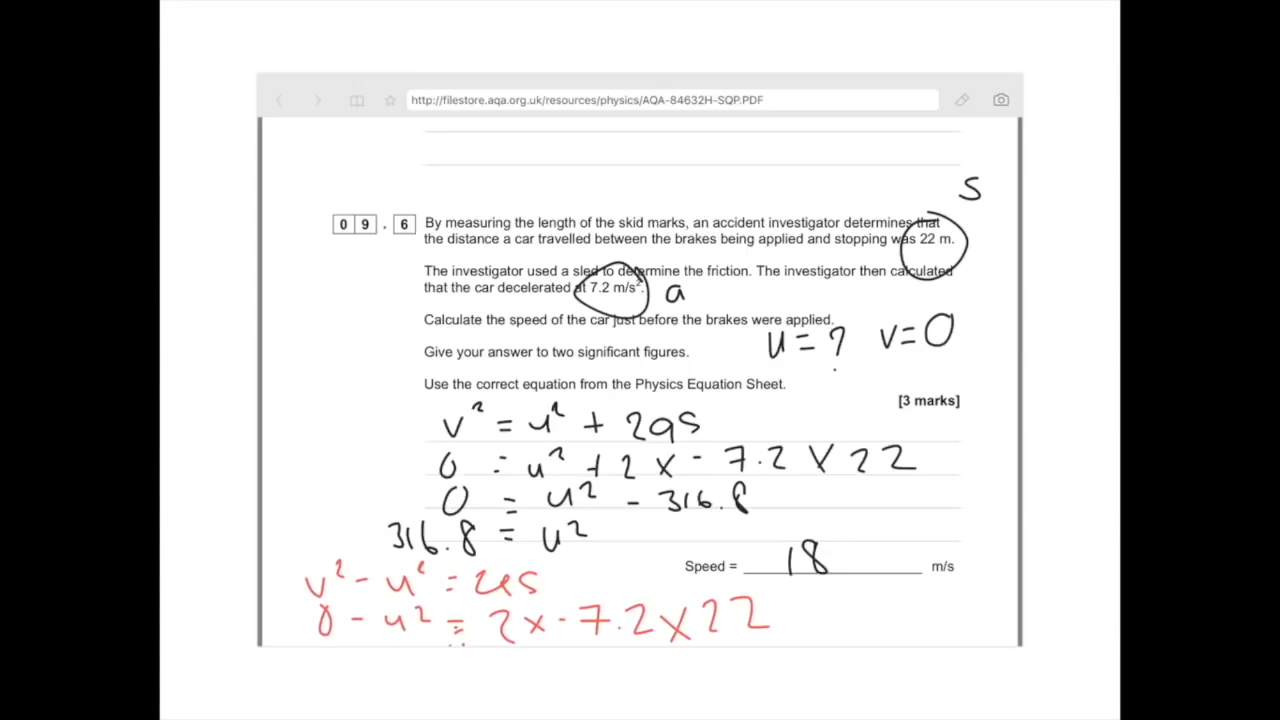 http://filestore.aqa.org.uk/resources/physics/AQA-84632H-SQP.PDF
S
0 9 . 6 By measuring the length of the skid marks, an accident investigator determines that
the distance a car travelled between the brakes being applied and stopping was 22 m.
The investigator used a sled to determine the friction. The investigator then calculated
that the car decelerated at 7.2 m/s².
a
Calculate the speed of the car just before the brakes were applied.
u = ? v = 0
Give your answer to two significant figures.
Use the correct equation from the Physics Equation Sheet.
[3 marks]
v² = u² + 2as
0 = u² + 2 x - 7.2 x 22
0 = u² - 316.8
316.8 = u²
Speed = 18 m/s
v² - u² = 2as
0 - u² = 2 x - 7.2 x 22